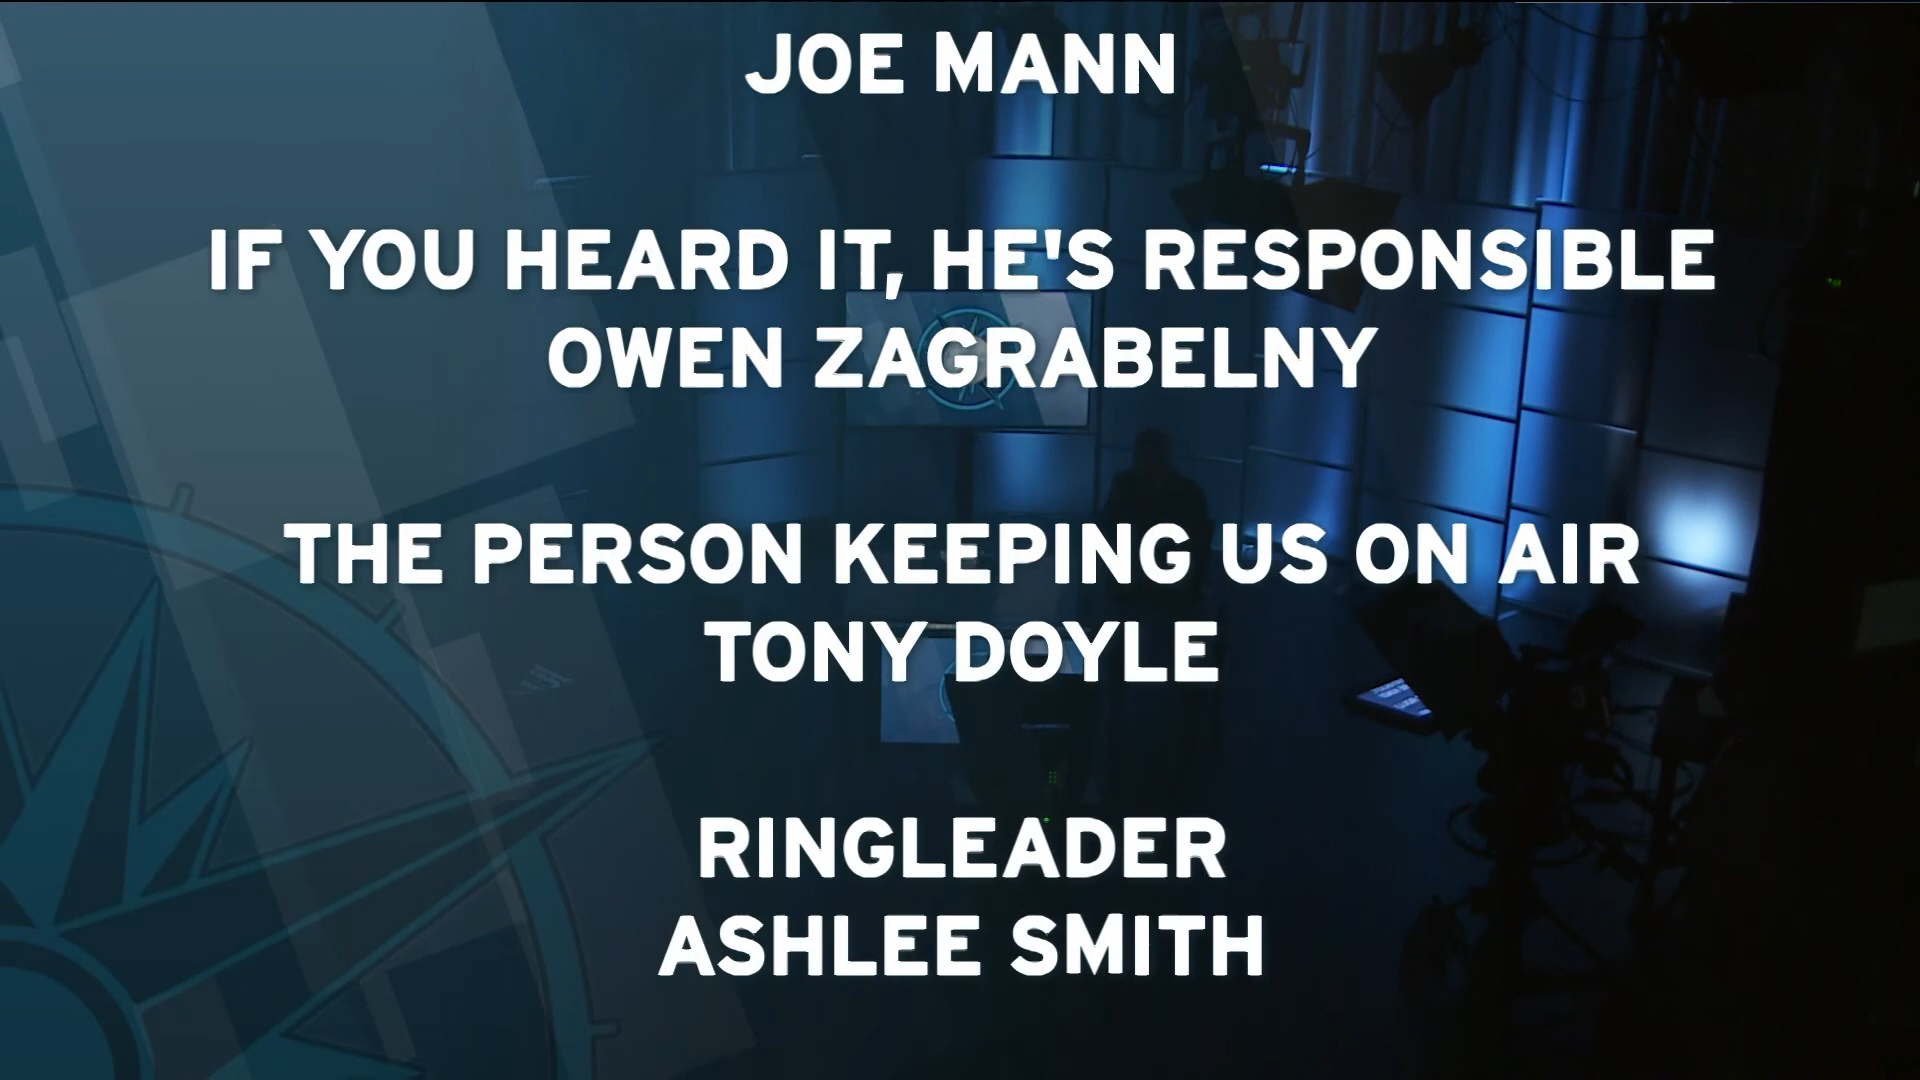 JOE MANN
IF YOU HEARD IT, HE'S RESPONSIBLE
OWEN ZAGRABELNY
THE PERSON KEEPING US ON AIR
TONY DOYLE
RINGLEADER
ASHLEE SMITH